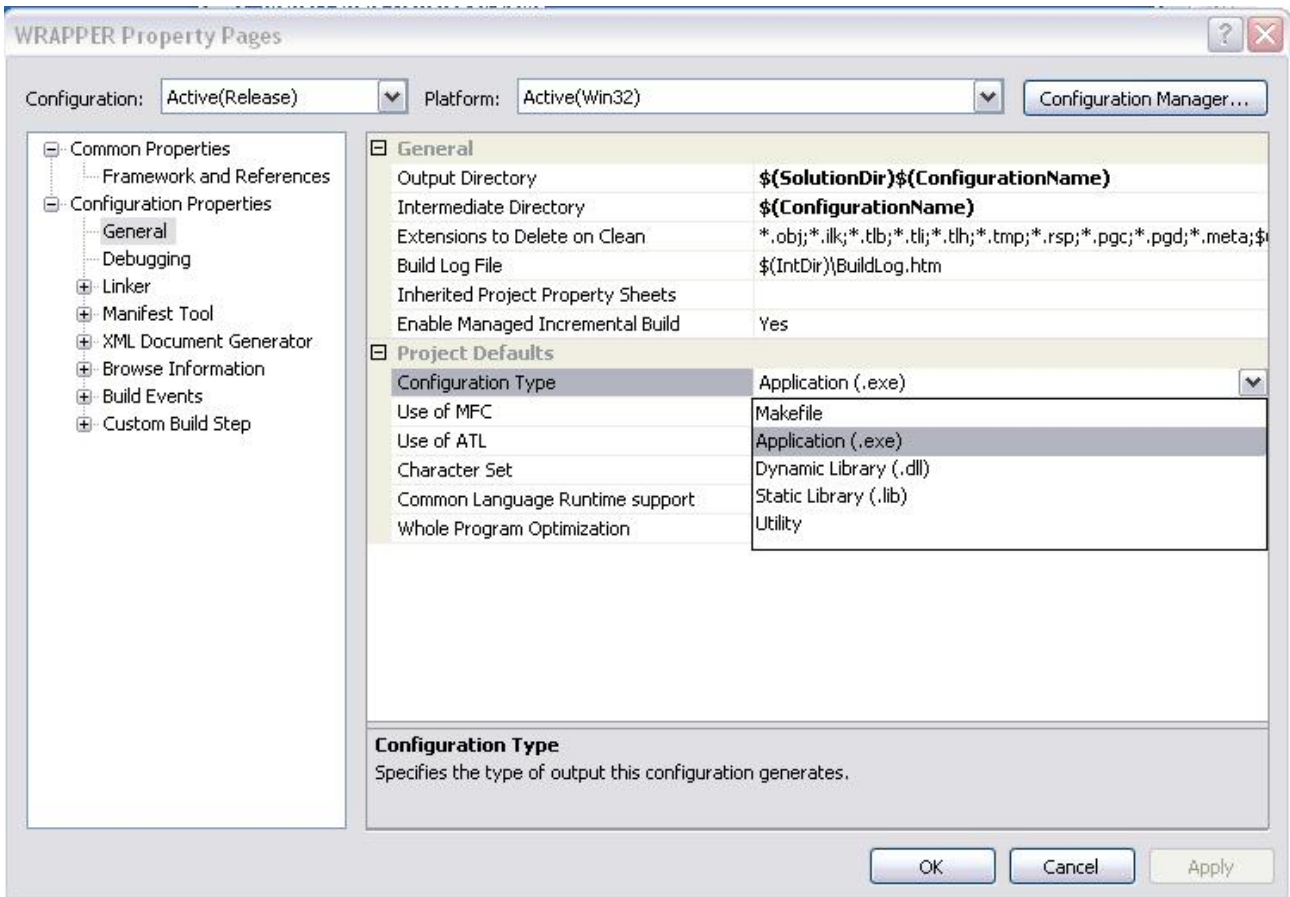 WRAPPER Property Pages
Configuration: Active(Release) Platform: Active(Win32) Configuration Manager...
Common Properties
Framework and References
Configuration Properties
General
Debugging
Linker
Manifest Tool
XML Document Generator
Browse Information
Build Events
Custom Build Step
General
Output Directory $(SolutionDir)$(ConfigurationName)
Intermediate Directory $(ConfigurationName)
Extensions to Delete on Clean *.obj;*.ilk;*.tlb;*.tli;*.tlh;*.tmp;*.rsp;*.pgc;*.pgd;*.meta;
Build Log File $(IntDir)\BuildLog.htm
Inherited Project Property Sheets
Enable Managed Incremental Build Yes
Project Defaults
Configuration Type Application (.exe)
Use of MFC
Use of ATL
Character Set
Common Language Runtime support
Whole Program Optimization
Makefile
Application (.exe)
Dynamic Library (.dll)
Static Library (.lib)
Utility
Configuration Type
Specifies the type of output this configuration generates.
OK Cancel Apply